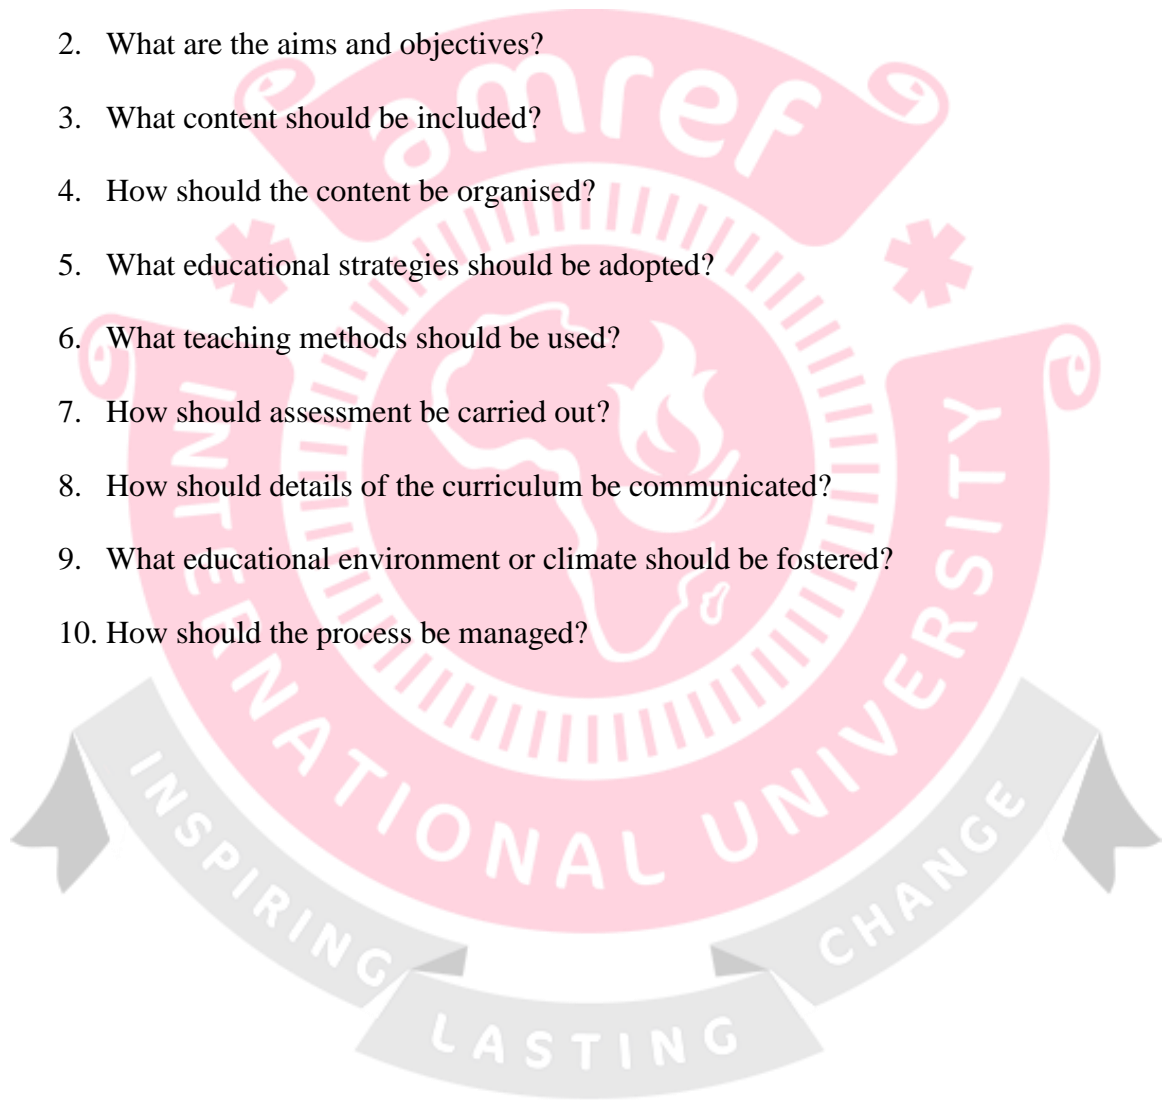 2. What are the aims and objectives?
3. What content should be included?
4. How should the content be organised?
5. What educational strategies should be adopted?
6. What teaching methods should be used?
7. How should assessment be carried out?
8. How should details of the curriculum be communicated?
9. What educational environment or climate should be fostered?
10. How should the process be managed?
amref
INTERNATIONAL UNIVERSITY
INSPIRING LASTING CHANGE